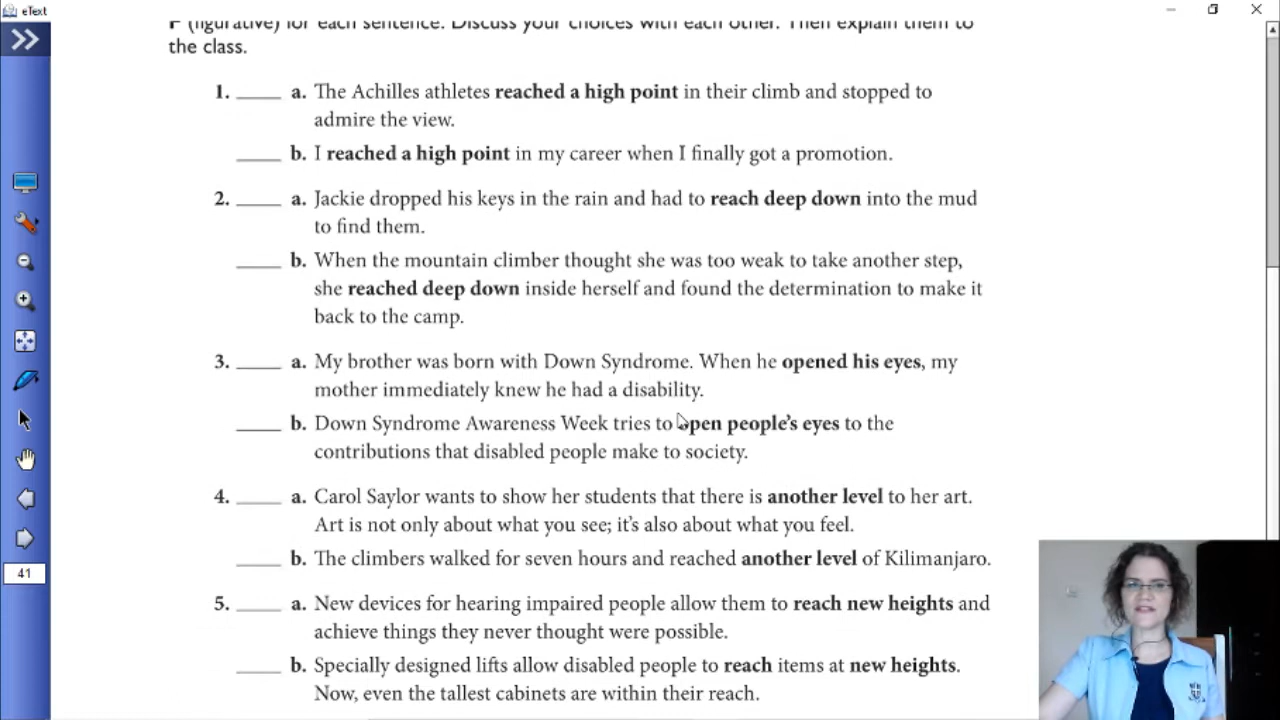 eText
F (figurative) for each sentence. Discuss your choices with each other. Then explain them to
the class.
1. _____ a. The Achilles athletes reached a high point in their climb and stopped to
admire the view.
_____ b. I reached a high point in my career when I finally got a promotion.
2. _____ a. Jackie dropped his keys in the rain and had to reach deep down into the mud
to find them.
_____ b. When the mountain climber thought she was too weak to take another step,
she reached deep down inside herself and found the determination to make it
back to the camp.
3. _____ a. My brother was born with Down Syndrome. When he opened his eyes, my
mother immediately knew he had a disability.
_____ b. Down Syndrome Awareness Week tries to open people's eyes to the
contributions that disabled people make to society.
4. _____ a. Carol Saylor wants to show her students that there is another level to her art.
Art is not only about what you see; it's also about what you feel.
_____ b. The climbers walked for seven hours and reached another level of Kilimanjaro.
5. _____ a. New devices for hearing impaired people allow them to reach new heights and
achieve things they never thought were possible.
_____ b. Specially designed lifts allow disabled people to reach items at new heights.
Now, even the tallest cabinets are within their reach.
41